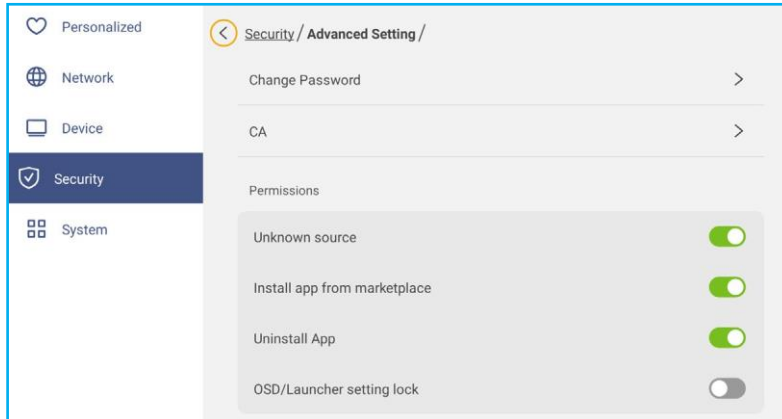 Personalized
Network
Device
Security
System
Security / Advanced Setting /
Change Password
CA
Permissions
Unknown source
Install app from marketplace
Uninstall App
OSD/Launcher setting lock